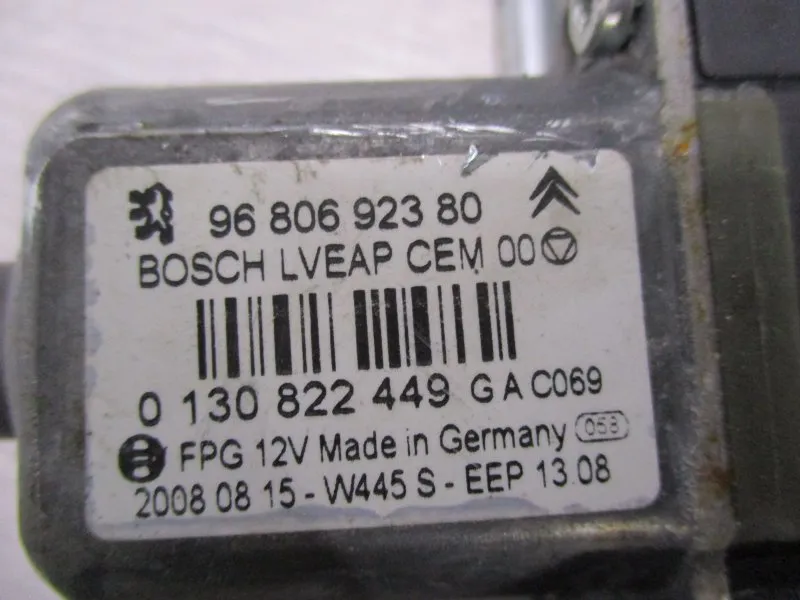 96 806 923 80
BOSCH LVEAP CEM 00
0 130 822 449 G A C069
FPG 12V Made in Germany 058
2008 08 15 - W445 S - EEP 13.08